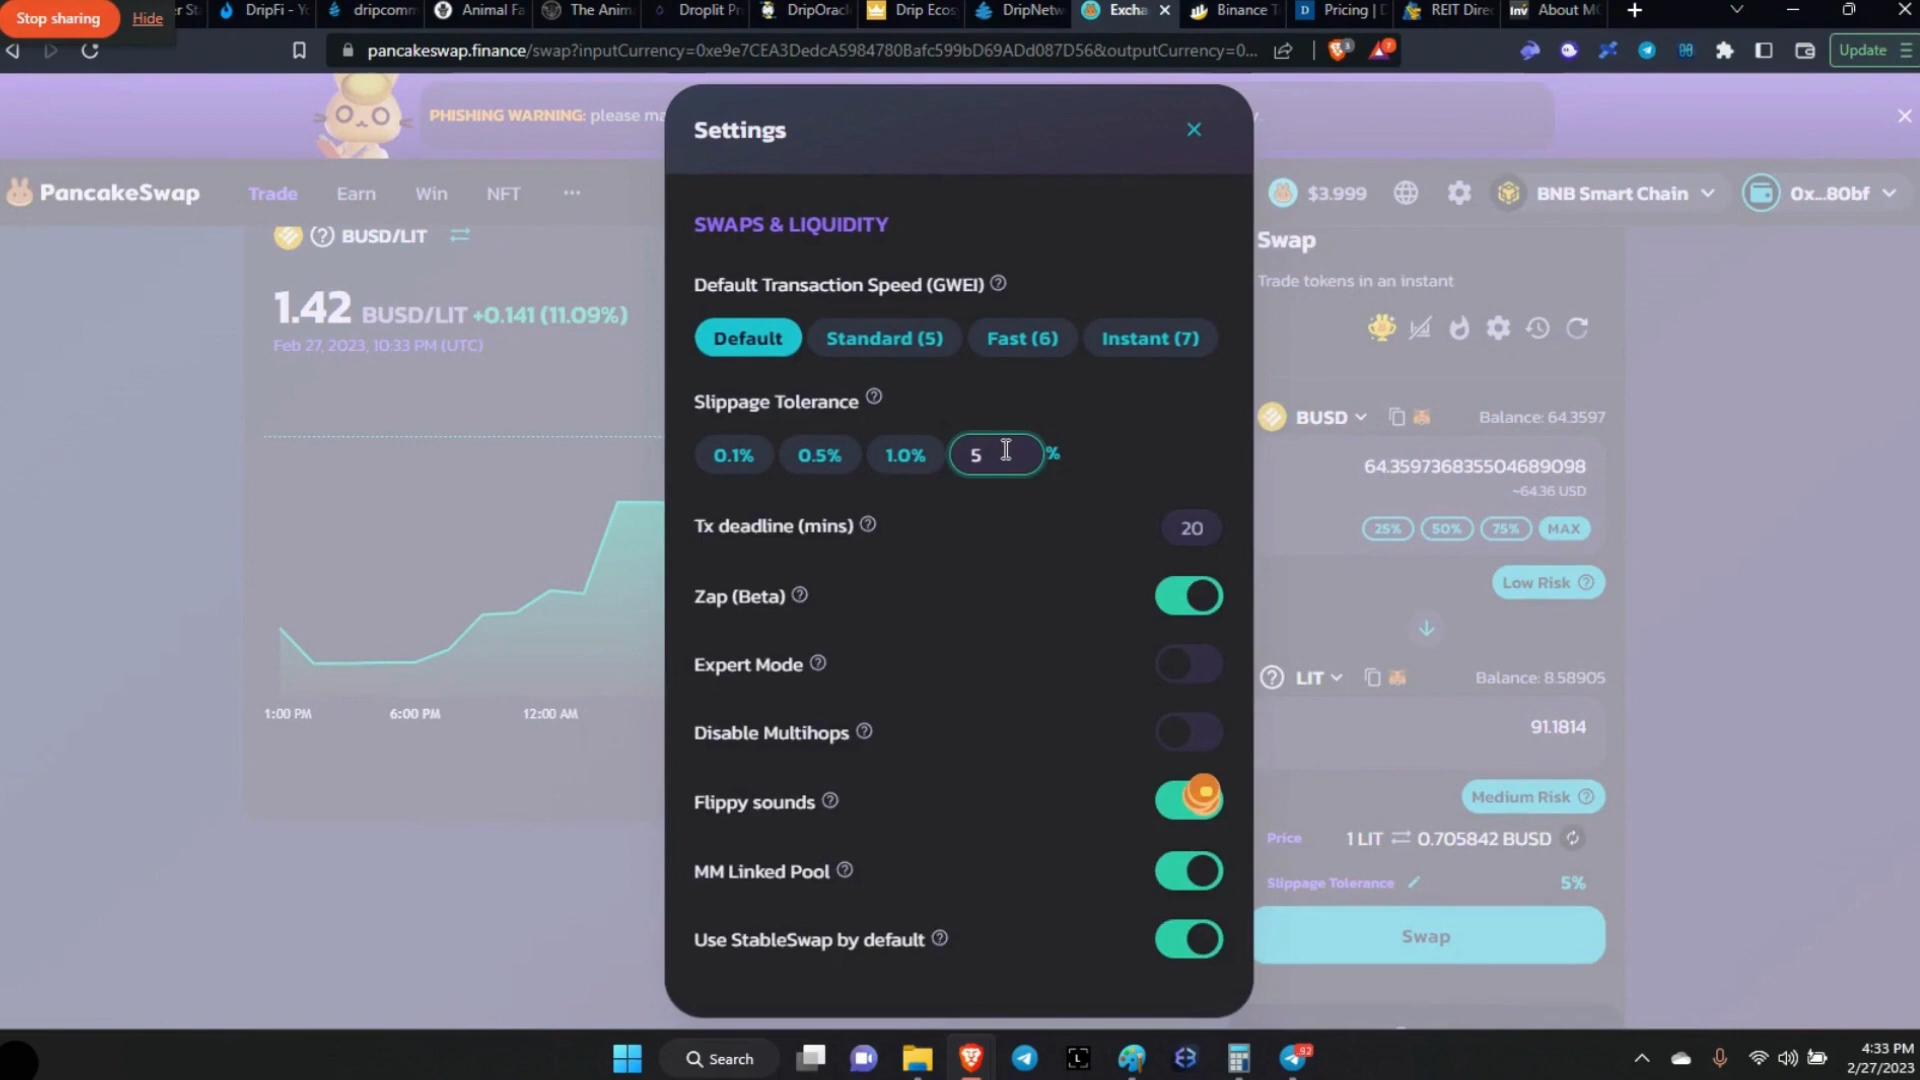 Stop sharing Hide
er St DripFi - Yo dripcomm Animal Fa The Anim Droplit Pr DripOracl Drip Ecos DripNetw Excha Binance T Pricing | D REIT Direc About MO
pancakeswap.finance/swap?inputCurrency=0xe9e7CEA3DedcA5984780Bafc599bD69ADd087D56&outputCurrency=0... Update
PHISHING WARNING: please ma
PancakeSwap Trade Earn Win NFT ... $3.999 BNB Smart Chain 0x...80bf
BUSD/LIT
1.42 BUSD/LIT +0.141 (11.09%)
Feb 27, 2023, 10:33 PM (UTC)
1:00 PM 6:00 PM 12:00 AM
Settings
SWAPS & LIQUIDITY
Default Transaction Speed (GWEI)
Default Standard (5) Fast (6) Instant (7)
Slippage Tolerance
0.1% 0.5% 1.0% 5 %
Tx deadline (mins) 20
Zap (Beta)
Expert Mode
Disable Multihops
Flippy sounds
MM Linked Pool
Use StableSwap by default
Swap
Trade tokens in an instant
BUSD Balance: 64.3597
64.359736835504689098
~64.36 USD
25% 50% 75% MAX
Low Risk
LIT Balance: 8.58905
91.1814
Medium Risk
Price 1 LIT ⇄ 0.705842 BUSD
Slippage Tolerance 5%
Swap
Search 92
4:33 PM
2/27/2023